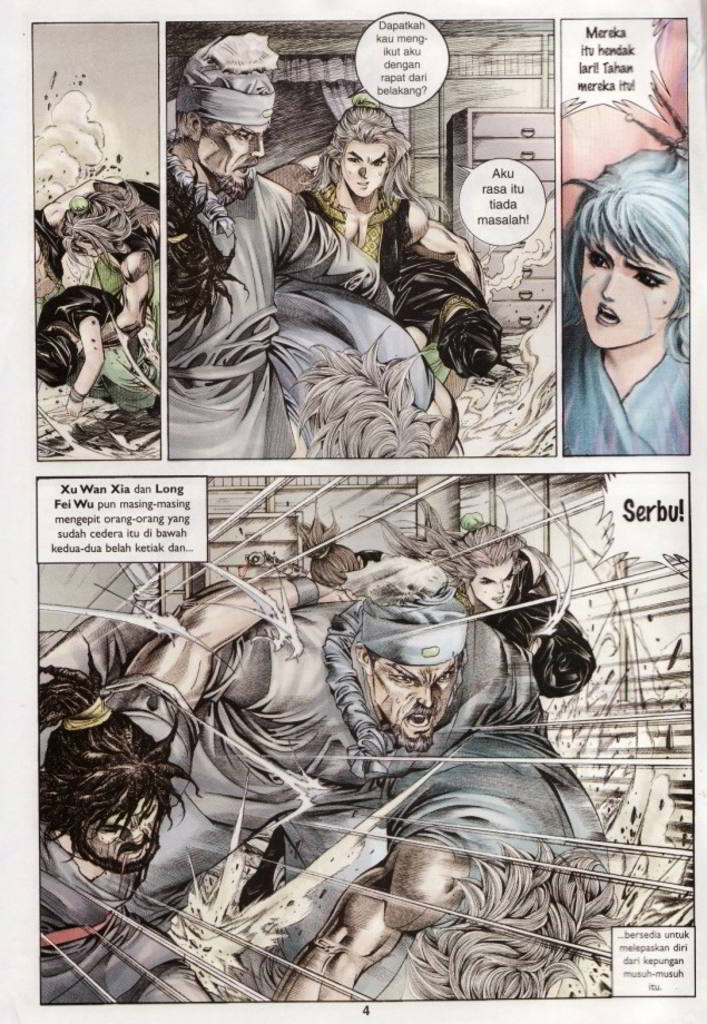 Dapatkah
kau meng-
ikut aku
dengan
rapat dari
belakang?
Aku
rasa itu
tiada
masalah!
Mereka
itu hendak
lari! Tahan
mereka itu!
Xu Wan Xia dan Long
Fei Wu pun masing-masing
mengepit orang-orang yang
sudah cedera itu di bawah
kedua-dua belah ketiak dan...
Serbu!
...bersedia untuk
melepaskan diri
dari kepungan
musuh-musuh
itu.
4